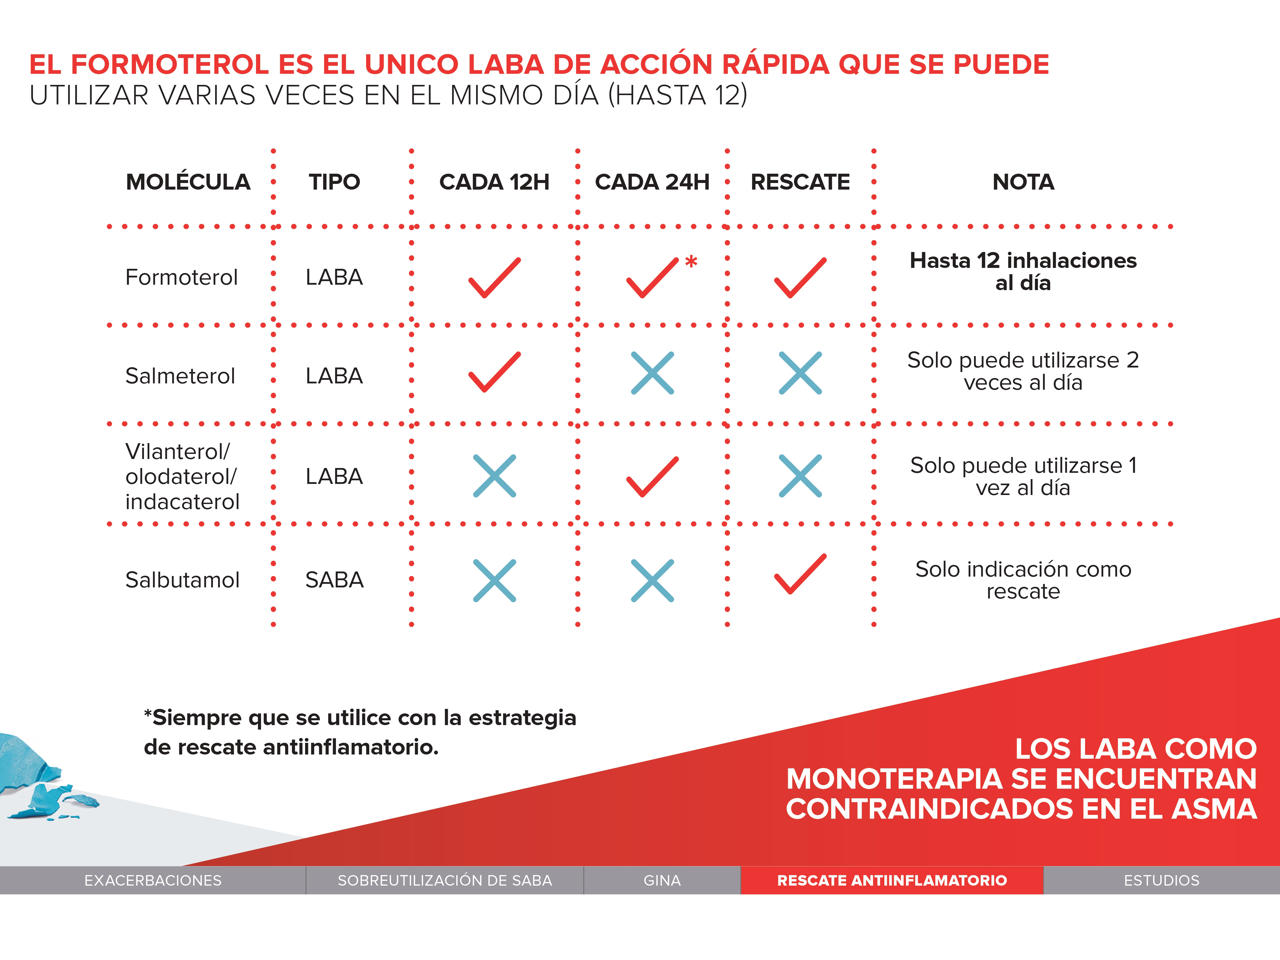 EL FORMOTEROL ES EL UNICO LABA DE ACCIÓN RÁPIDA QUE SE PUEDE
UTILIZAR VARIAS VECES EN EL MISMO DÍA (HASTA 12)
MOLÉCULA TIPO CADA 12H CADA 24H RESCATE NOTA
Formoterol LABA * Hasta 12 inhalaciones
al día
Salmeterol LABA Solo puede utilizarse 2
veces al día
Vilanterol/
olodaterol/
indacaterol LABA Solo puede utilizarse 1
vez al día
Salbutamol SABA Solo indicación como
rescate
*Siempre que se utilice con la estrategia
de rescate antiinflamatorio.
LOS LABA COMO
MONOTERAPIA SE ENCUENTRAN
CONTRAINDICADOS EN EL ASMA
EXACERBACIONES SOBREUTILIZACIÓN DE SABA GINA RESCATE ANTIINFLAMATORIO ESTUDIOS